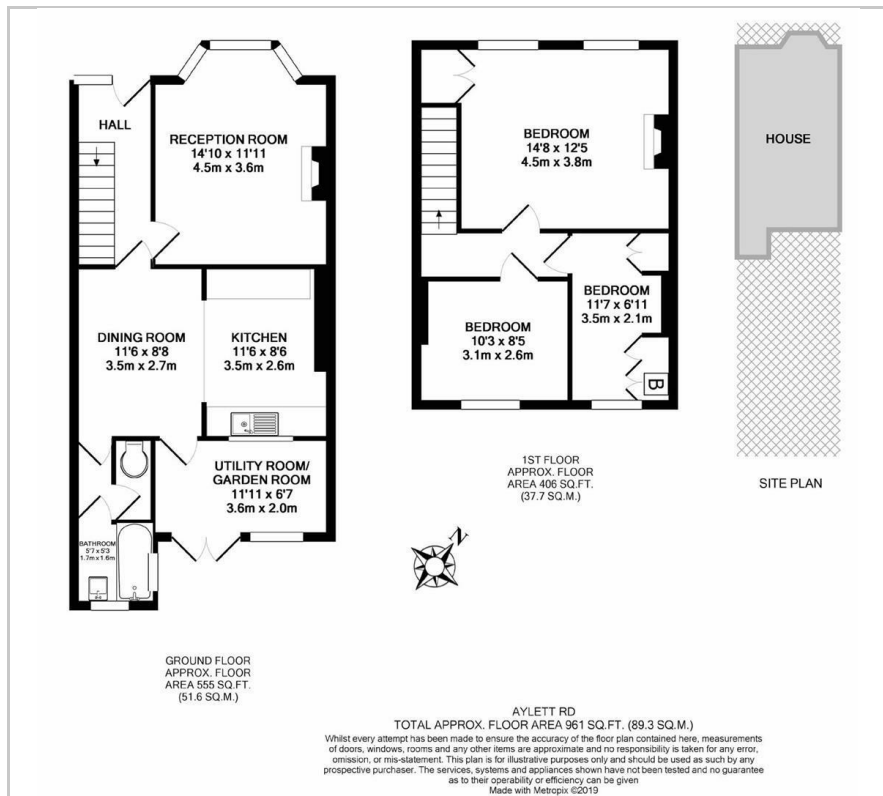 HALL
RECEPTION ROOM
14'10 x 11'11
4.5m x 3.6m
DINING ROOM
11'6 x 8'8
3.5m x 2.7m
KITCHEN
11'6 x 8'6
3.5m x 2.6m
UTILITY ROOM/
GARDEN ROOM
11'11 x 6'7
3.6m x 2.0m
BATHROOM
5'7 x 5'3
1.7m x 1.6m
GROUND FLOOR
APPROX. FLOOR
AREA 555 SQ.FT.
(51.6 SQ.M.)
BEDROOM
14'8 x 12'5
4.5m x 3.8m
BEDROOM
11'7 x 6'11
3.5m x 2.1m
BEDROOM
10'3 x 8'5
3.1m x 2.6m
B
1ST FLOOR
APPROX. FLOOR
AREA 406 SQ.FT.
(37.7 SQ.M.)
HOUSE
SITE PLAN
N
AYLETT RD
TOTAL APPROX. FLOOR AREA 961 SQ.FT. (89.3 SQ.M.)
Whilst every attempt has been made to ensure the accuracy of the floor plan contained here, measurements
of doors, windows, rooms and any other items are approximate and no responsibility is taken for any error,
omission, or mis-statement. This plan is for illustrative purposes only and should be used as such by any
prospective purchaser. The services, systems and appliances shown have not been tested and no guarantee
as to their operability or efficiency can be given
Made with Metropix ©2019